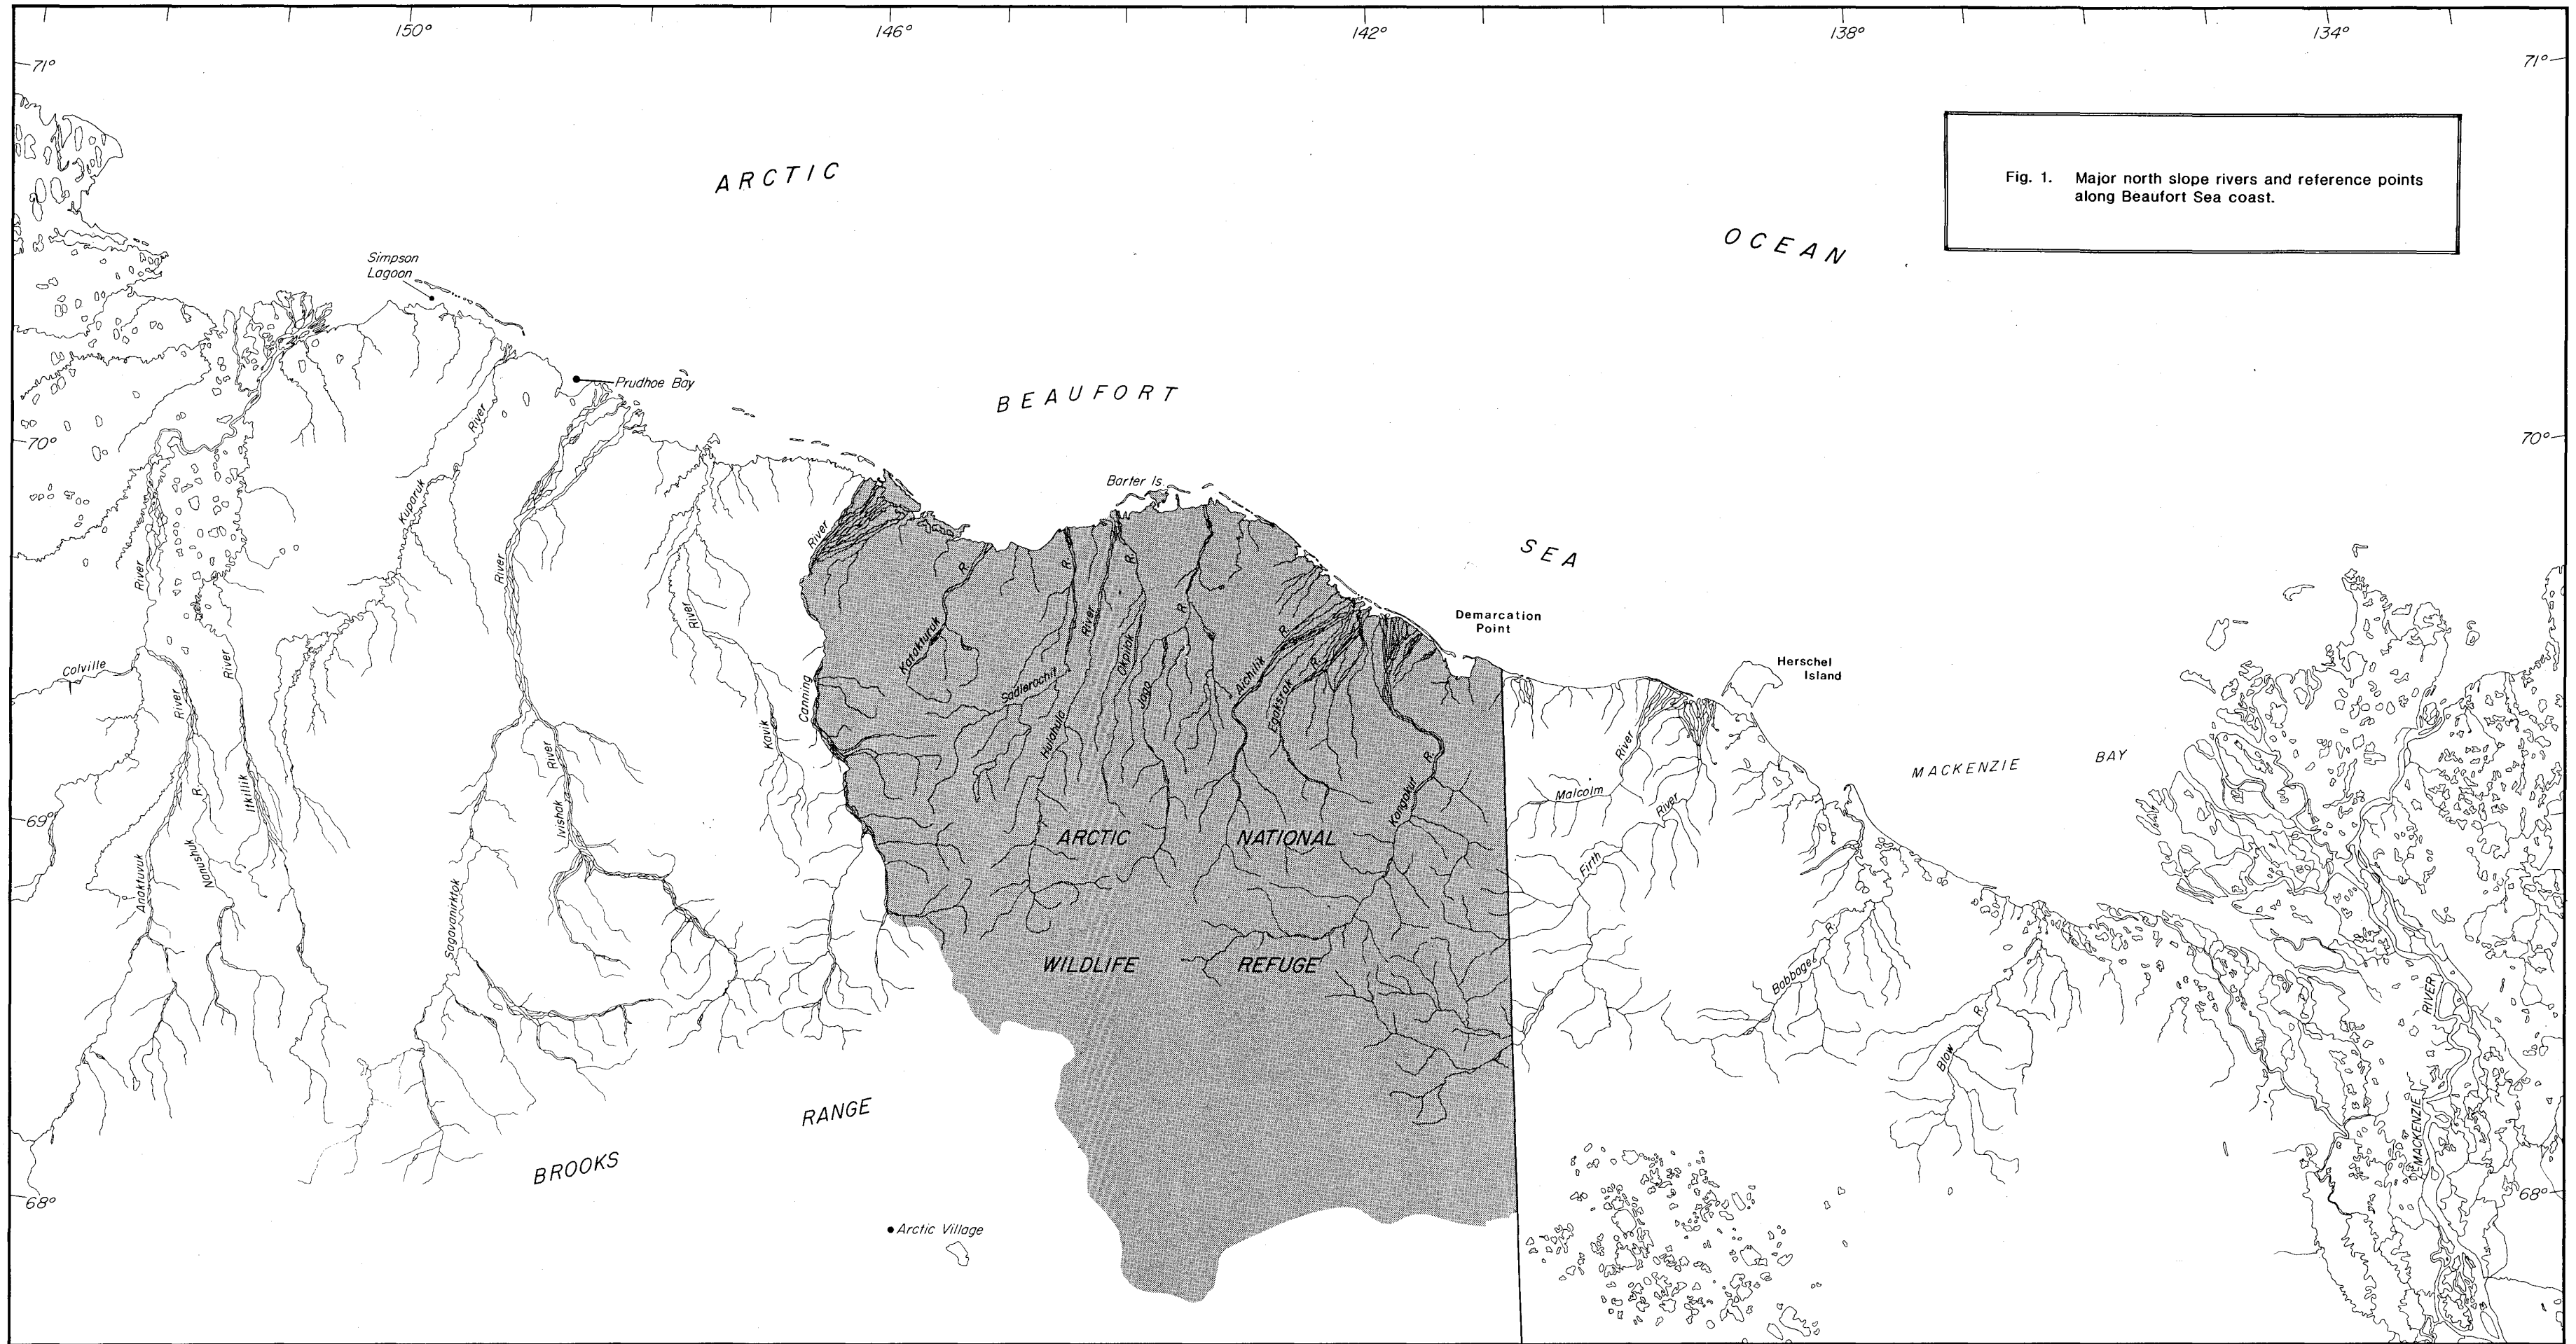 150°
146°
142°
138°
134°
71°
71°
Fig. 1. Major north slope rivers and reference points
along Beaufort Sea coast.
ARCTIC
OCEAN
Simpson
Lagoon
Prudhoe Bay
BEAUFORT
SEA
70°
70°
Barter Is.
River
Kuparuk
River
River
River
River
Katakturuk
R.
Sadlerochit
R.
Hulahula
River
Okpilak
R.
Jago
R.
Aichilik
R.
Egaksrak
R.
Kongakut
R.
Demarcation
Point
Herschel
Island
Colville
River
River
Canning
Kavik
River
River
Malcolm
MACKENZIE BAY
69°
Anaktuvuk
Nanushuk
R.
Itkillik
Sagavanirktok
Ivishak
ARCTIC NATIONAL
WILDLIFE REFUGE
Firth
River
Babbage
R.
Blow
R.
RIVER
MACKENZIE
BROOKS
RANGE
68°
68°
Arctic Village